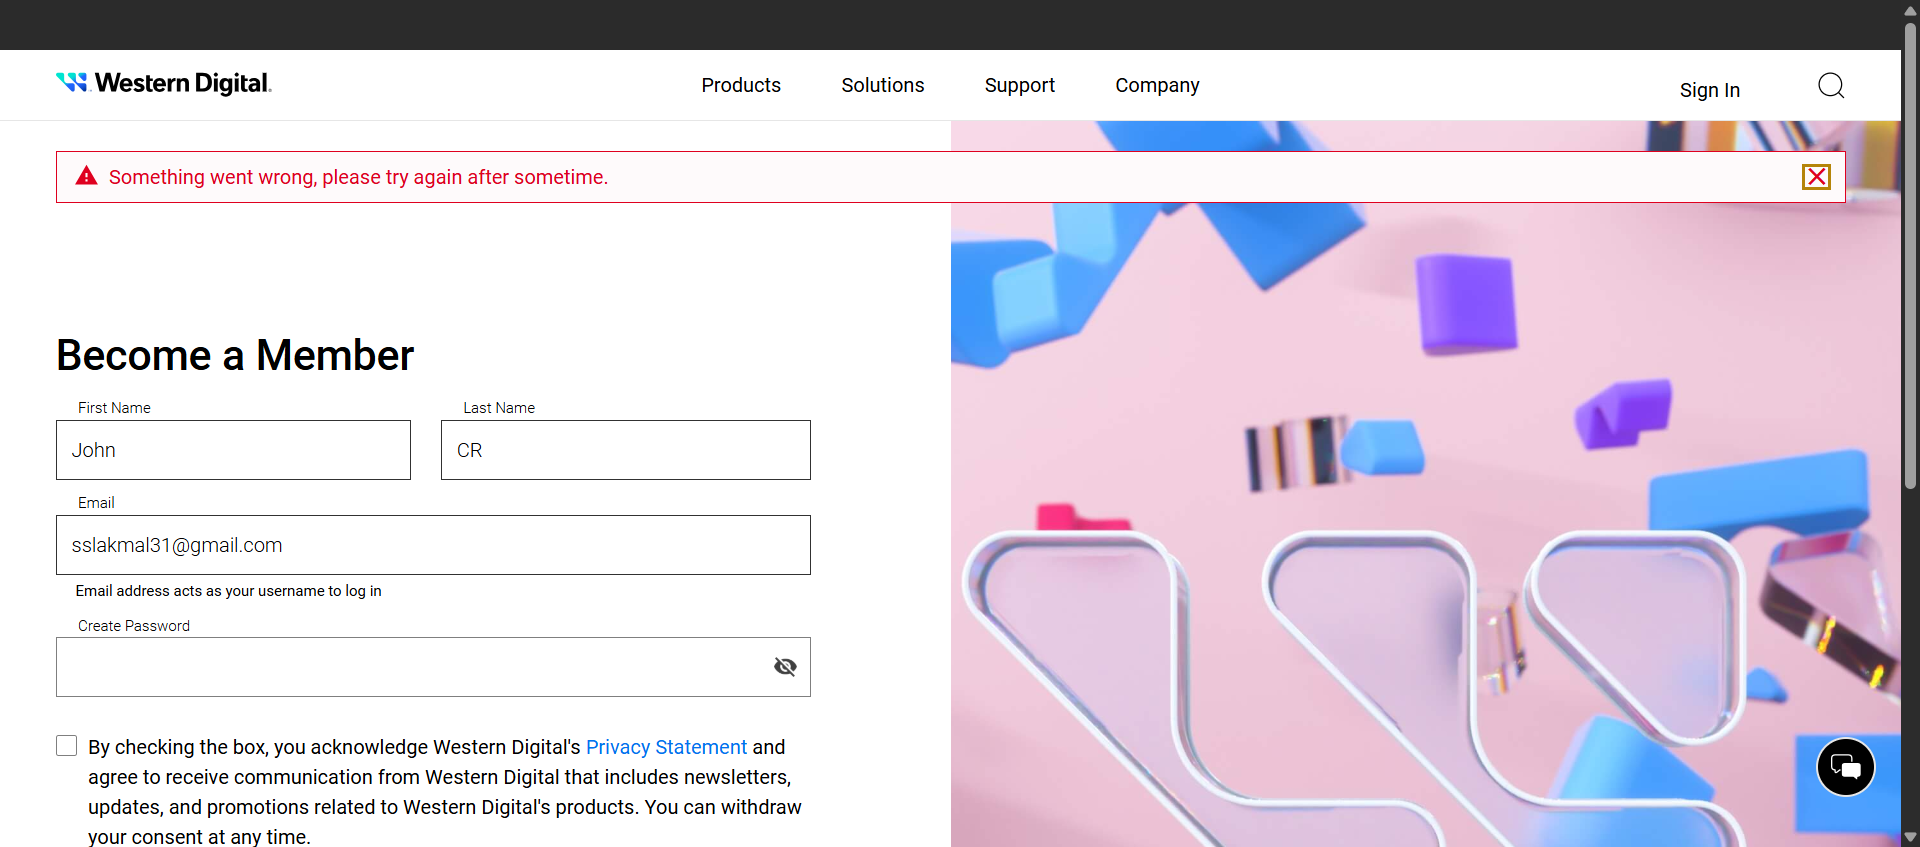 Western Digital.
Products
Solutions
Support
Company
Sign In
Something went wrong, please try again after sometime.
Become a Member
First Name
Last Name
John
CR
Email
sslakmal31@gmail.com
Email address acts as your username to log in
Create Password
By checking the box, you acknowledge Western Digital's Privacy Statement and
agree to receive communication from Western Digital that includes newsletters,
updates, and promotions related to Western Digital's products. You can withdraw
your consent at any time.